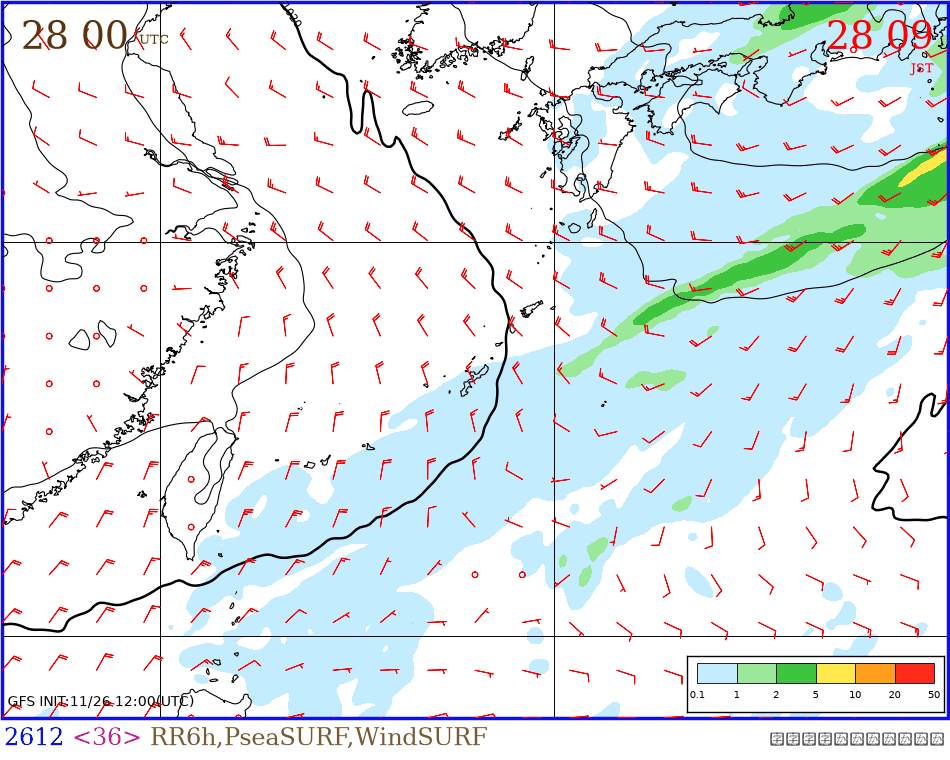 28 00 UTC
28 09
JST
1020
GFS INIT:11/26 12:00(UTC)
0.1 1 2 5 10 20 50
2612 <36> RR6h,PseaSURF,WindSURF